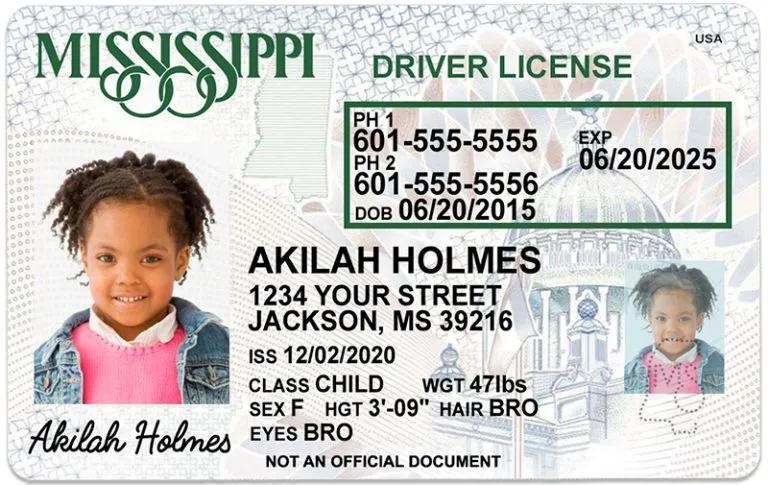 MISSISSIPPI
DRIVER LICENSE
USA
PH 1
601-555-5555
PH 2
601-555-5556
DOB 06/20/2015
EXP
06/20/2025
AKILAH HOLMES
1234 YOUR STREET
JACKSON, MS 39216
ISS 12/02/2020
CLASS CHILD WGT 47lbs
SEX F HGT 3'-09" HAIR BRO
EYES BRO
Akilah Holmes
NOT AN OFFICIAL DOCUMENT